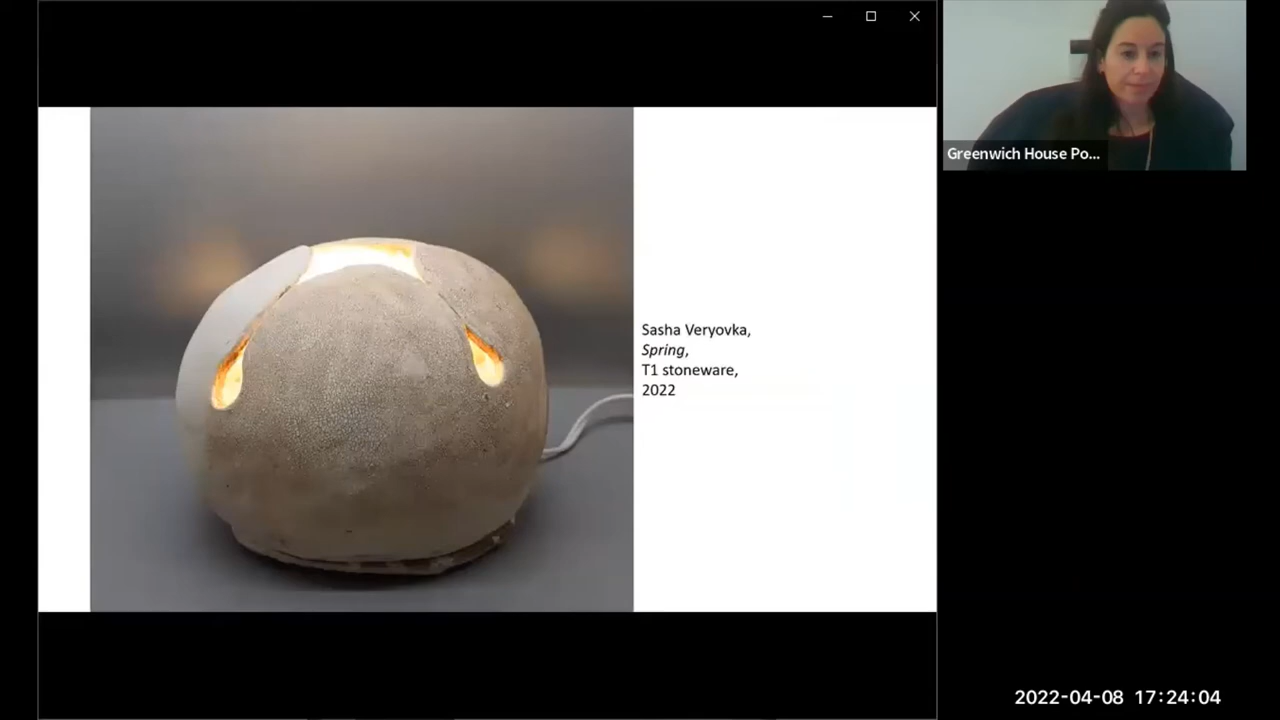 Greenwich House Po...
Sasha Veryovka,
Spring,
T1 stoneware,
2022
2022-04-08 17:24:04